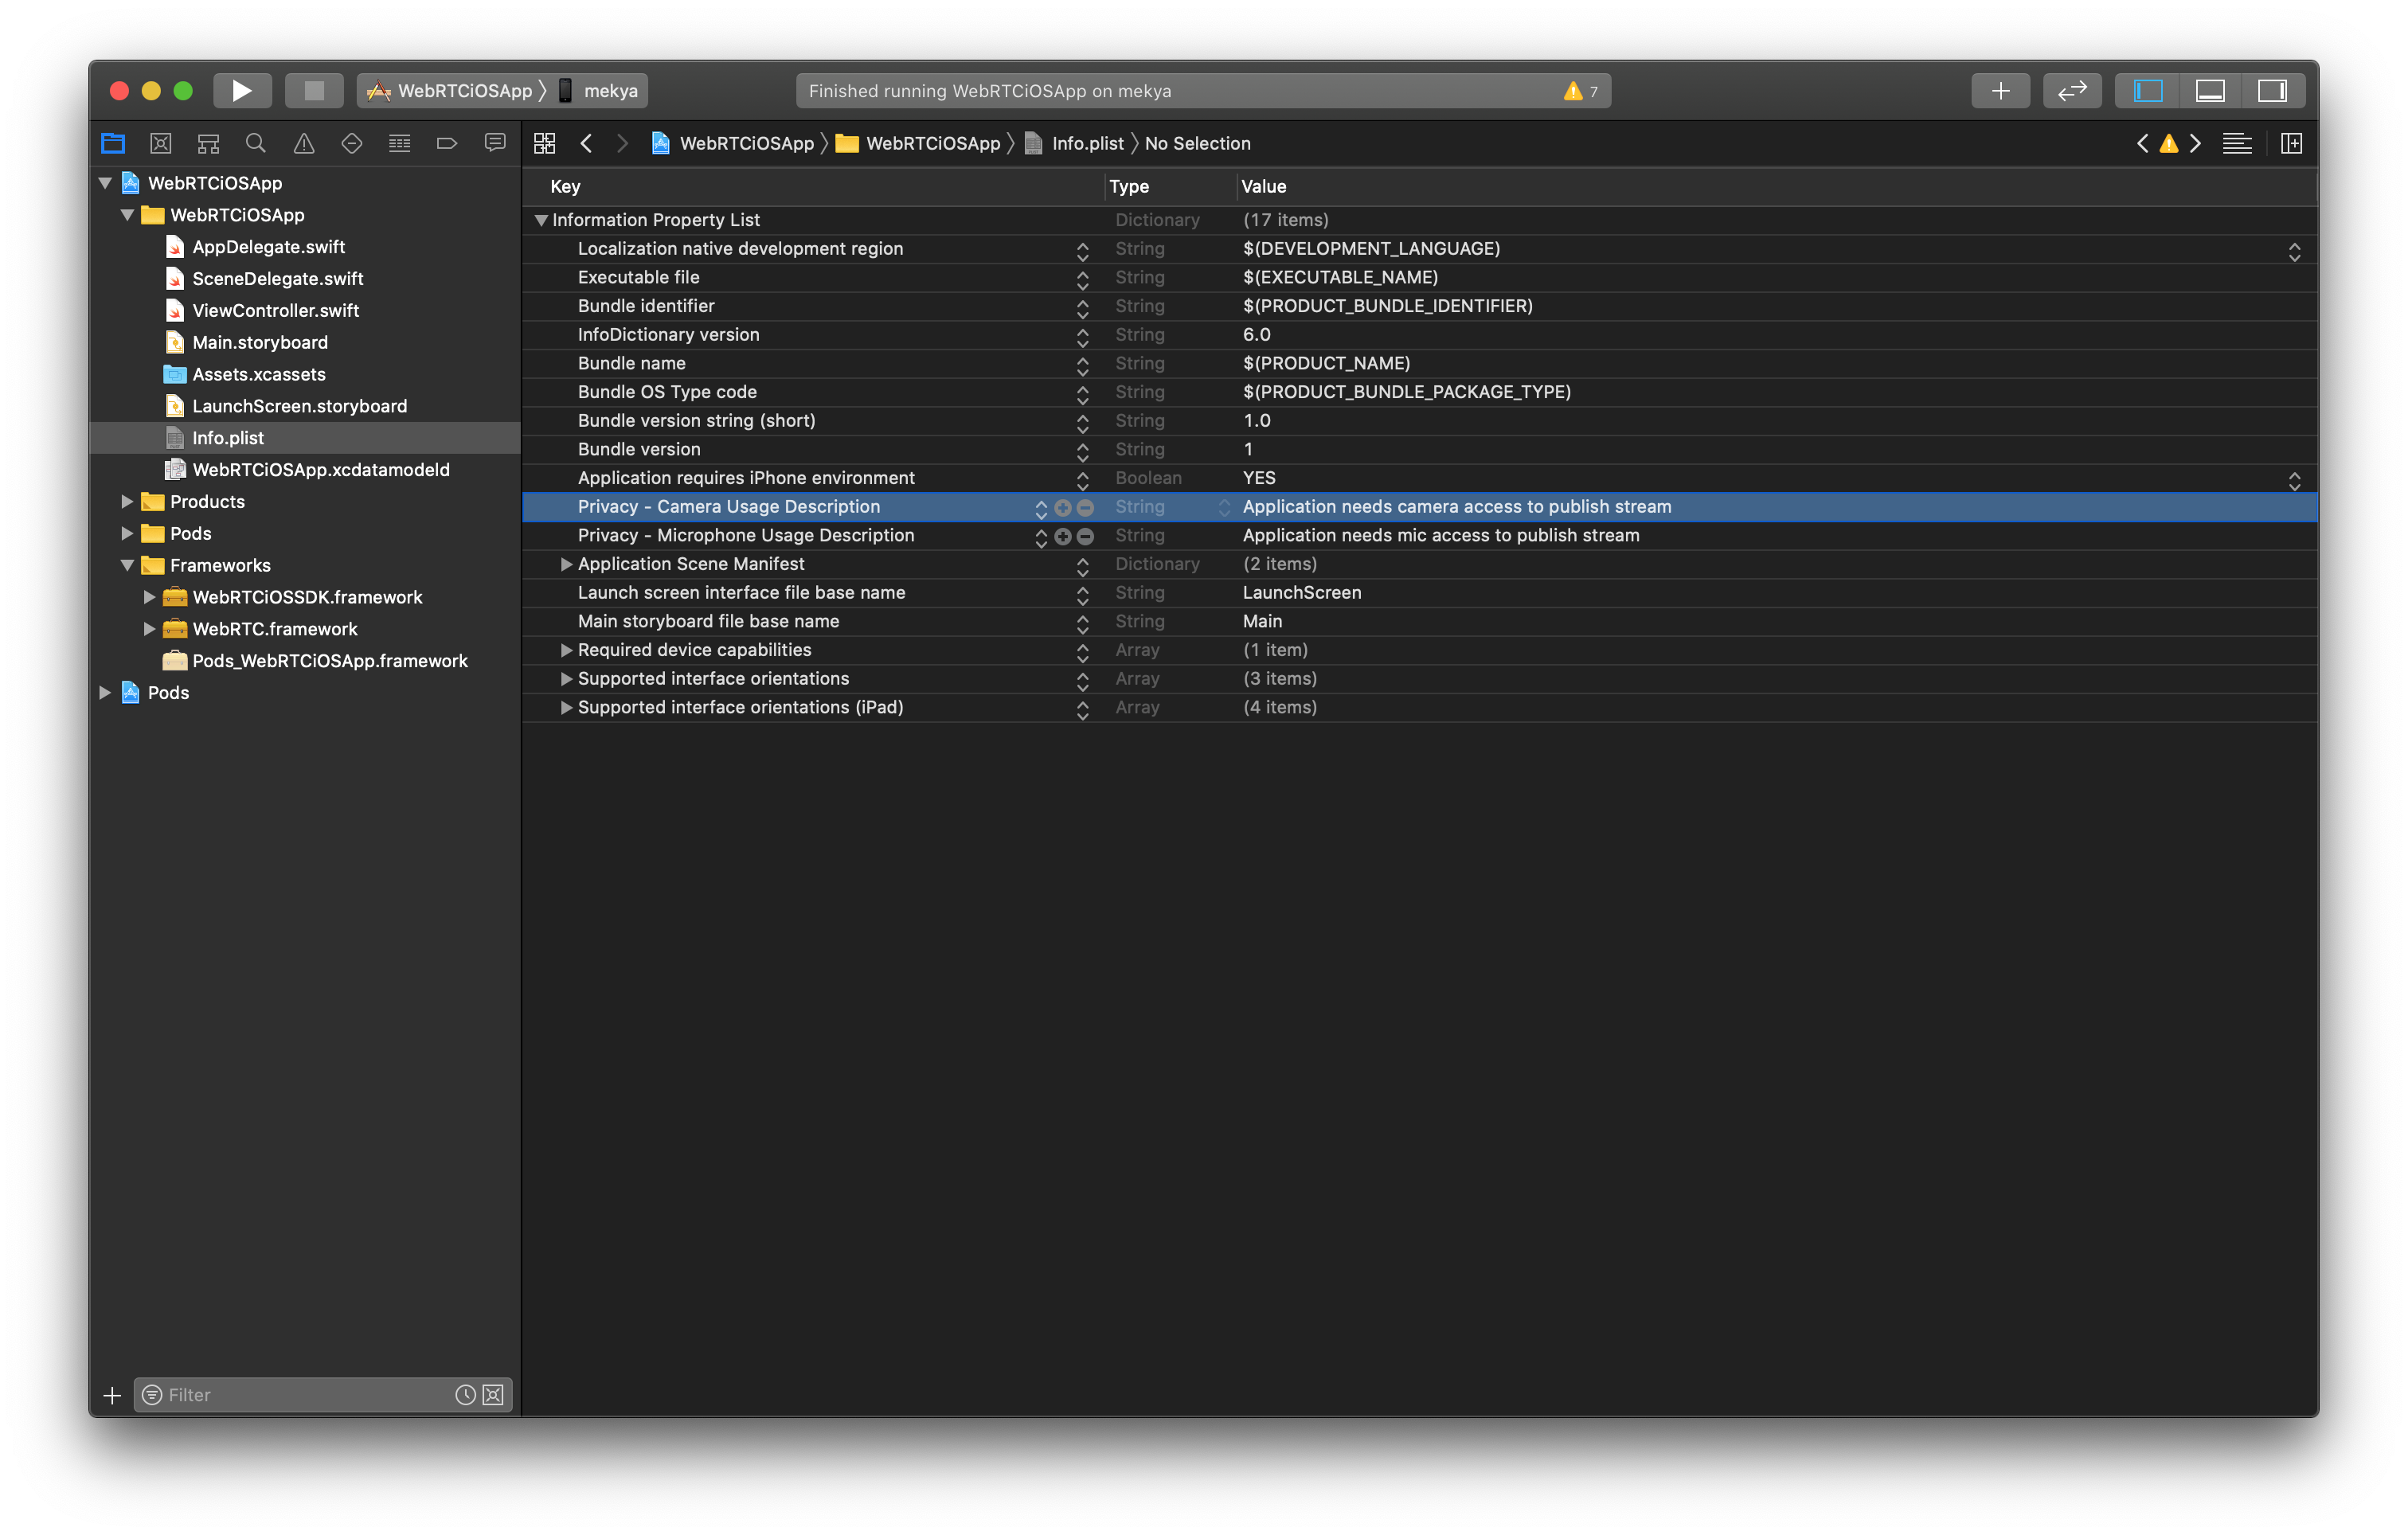 WebRTCiOSApp mekya
Finished running WebRTCiOSApp on mekya 7
WebRTCiOSApp WebRTCiOSApp Info.plist No Selection
WebRTCiOSApp
WebRTCiOSApp
AppDelegate.swift
SceneDelegate.swift
ViewController.swift
Main.storyboard
Assets.xcassets
LaunchScreen.storyboard
Info.plist
WebRTCiOSApp.xcdatamodeld
Products
Pods
Frameworks
WebRTCiOSSDK.framework
WebRTC.framework
Pods_WebRTCiOSApp.framework
Pods
Filter
Key Type Value
Information Property List Dictionary (17 items)
Localization native development region String $(DEVELOPMENT_LANGUAGE)
Executable file String $(EXECUTABLE_NAME)
Bundle identifier String $(PRODUCT_BUNDLE_IDENTIFIER)
InfoDictionary version String 6.0
Bundle name String $(PRODUCT_NAME)
Bundle OS Type code String $(PRODUCT_BUNDLE_PACKAGE_TYPE)
Bundle version string (short) String 1.0
Bundle version String 1
Application requires iPhone environment Boolean YES
Privacy - Camera Usage Description String Application needs camera access to publish stream
Privacy - Microphone Usage Description String Application needs mic access to publish stream
Application Scene Manifest Dictionary (2 items)
Launch screen interface file base name String LaunchScreen
Main storyboard file base name String Main
Required device capabilities Array (1 item)
Supported interface orientations Array (3 items)
Supported interface orientations (iPad) Array (4 items)